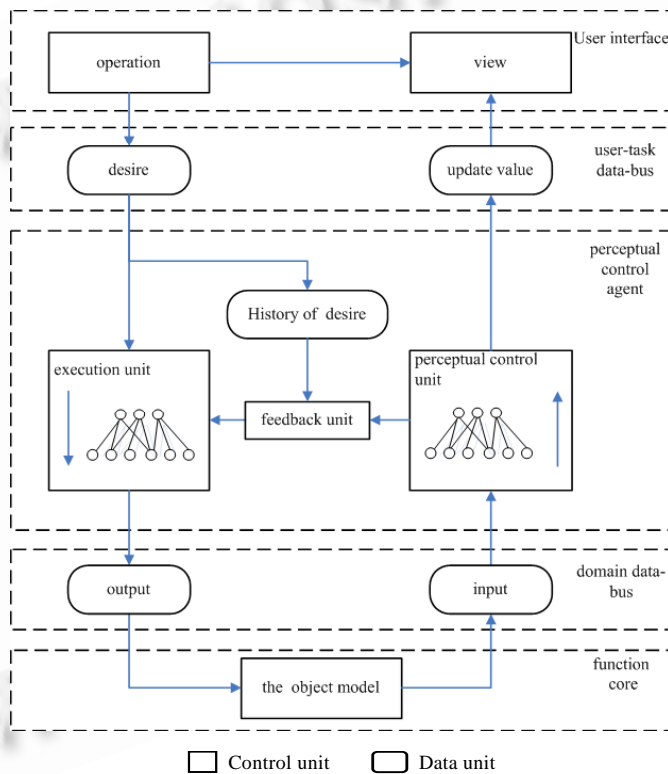 User interface
operation
view
user-task
data-bus
desire
update value
perceptual
control
agent
History of desire
execution unit
perceptual control
unit
feedback unit
domain data-
bus
output
input
function
core
the object model
Control unit
Data unit